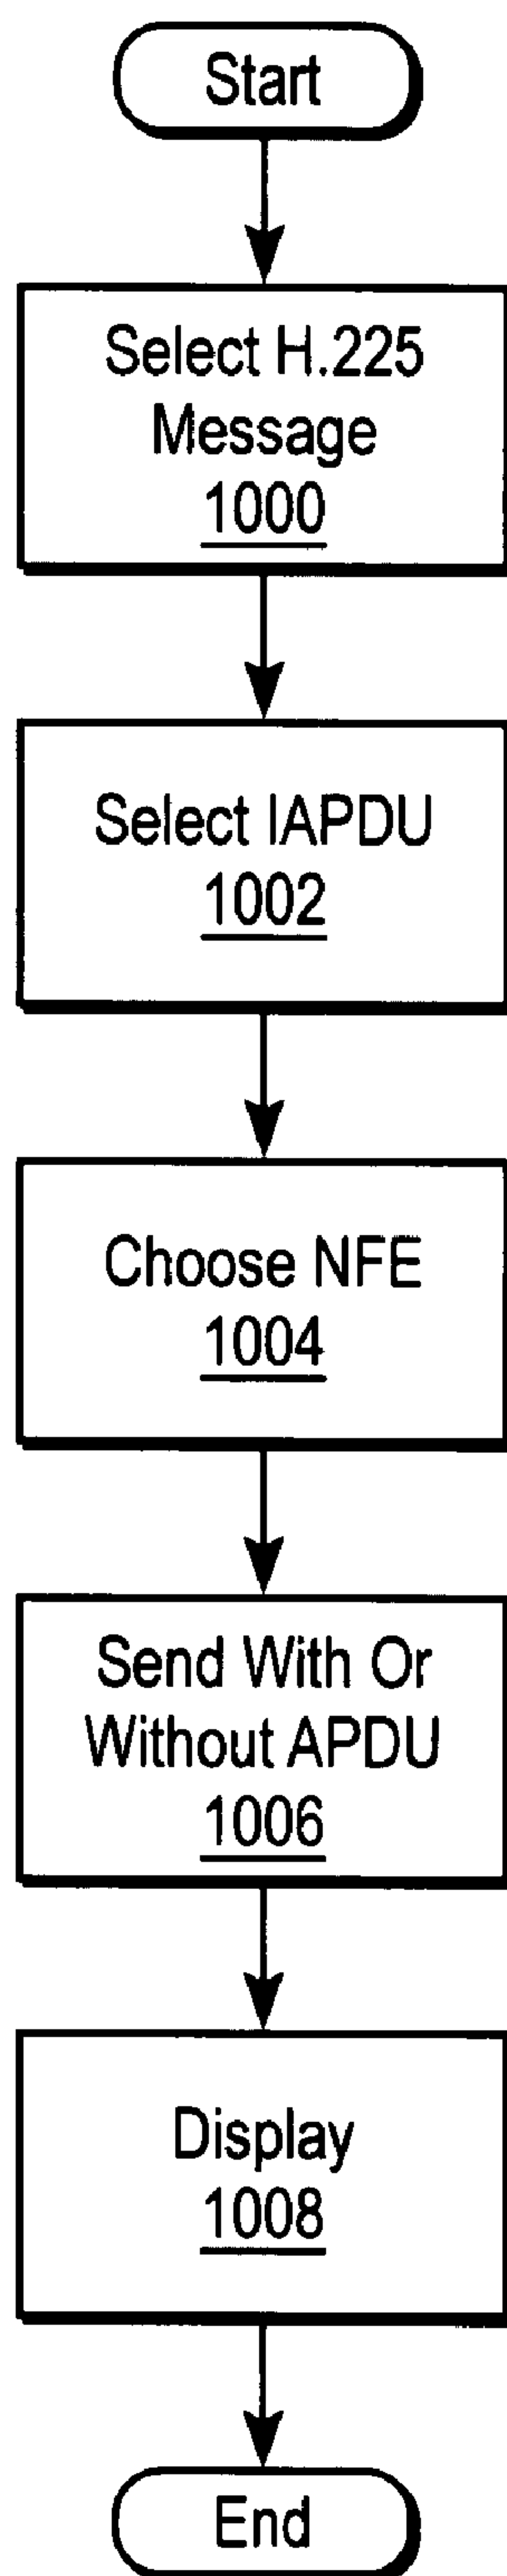 Start
Select H.225
Message
1000
Select IAPDU
1002
Choose NFE
1004
Send With Or
Without APDU
1006
Display
1008
End